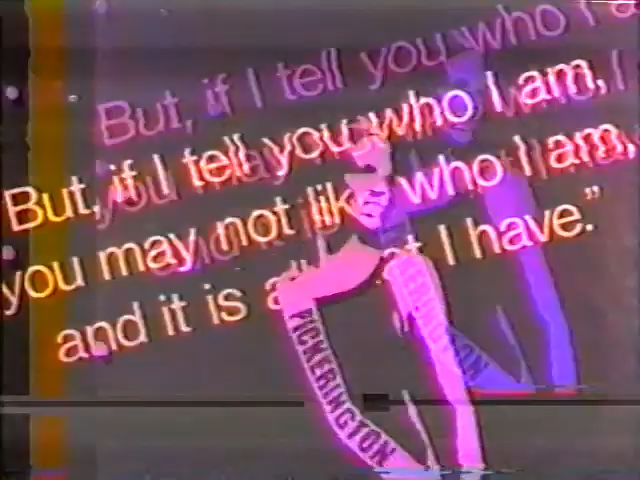 But, if I tell you who I a
But, if I tell you who I am,
you may not like who I am,
and it is all I have.”
PICKERINGTON